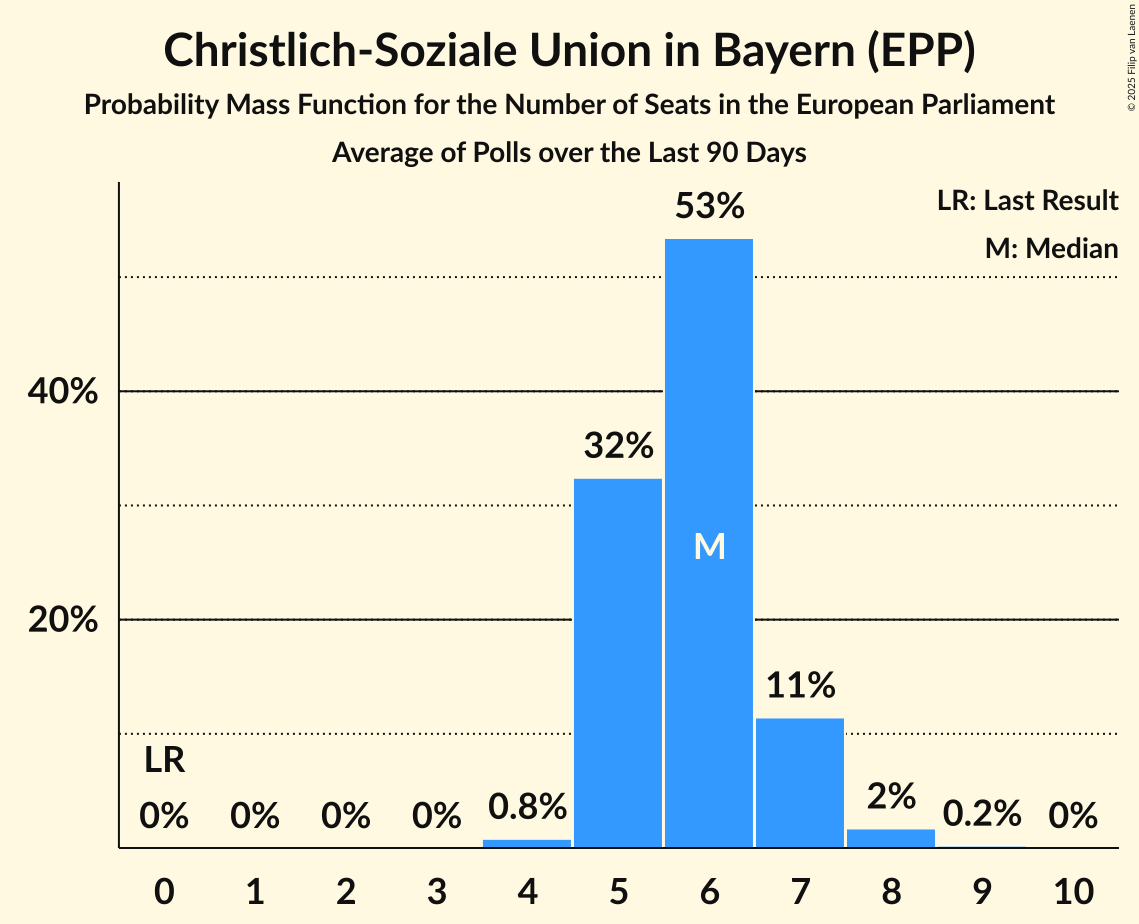 Christlich-Soziale Union in Bayern (EPP)
Probability Mass Function for the Number of Seats in the European Parliament
Average of Polls over the Last 90 Days
© 2025 Filip van Laenen
LR: Last Result
M: Median
53%
40%
32%
M
20%
11%
LR
0% 0% 0% 0% 0.8% 2% 0.2% 0%
0 1 2 3 4 5 6 7 8 9 10